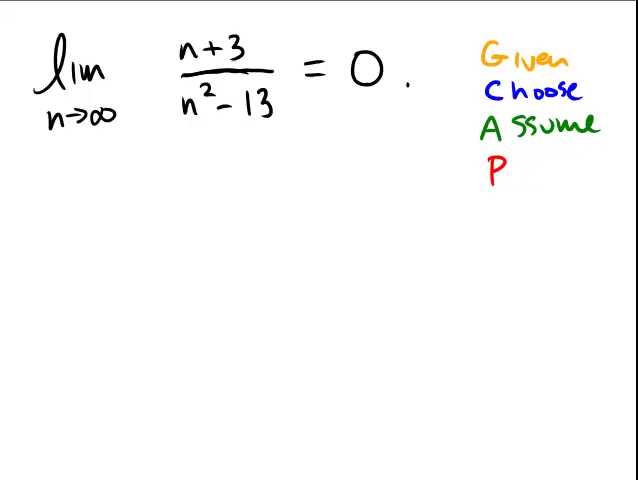 lim n→∞ n+3 / n² - 13 = 0.
Given
Choose
Assume
P